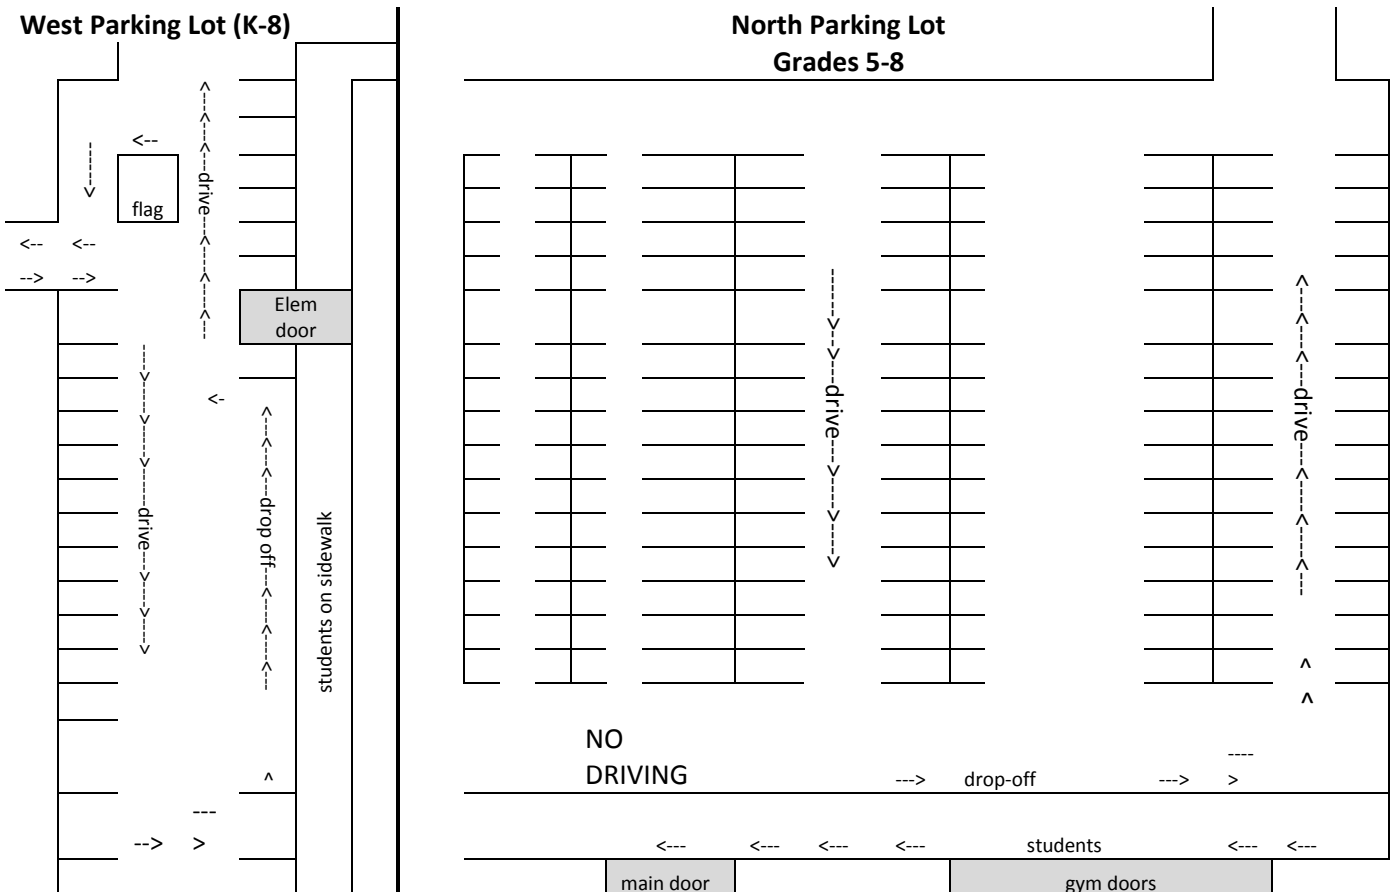 West Parking Lot (K-8)
<---
flag
------>
<----<----<----drive----<----<----<----
<--- <---
--> -->
Elem
door
<-
------>----->----->-----drive----->----->----->
------<-----<-----<-----drop off-----<-----<-----<
students on sidewalk
^
---
--> >
North Parking Lot
Grades 5-8
------->---->----drive---->----->----->
------<-----<-----<----drive----<----<----<
^
^
NO
DRIVING
---> drop-off --->
----
>
<--- <--- <--- <--- students <--- <---
main door
gym doors